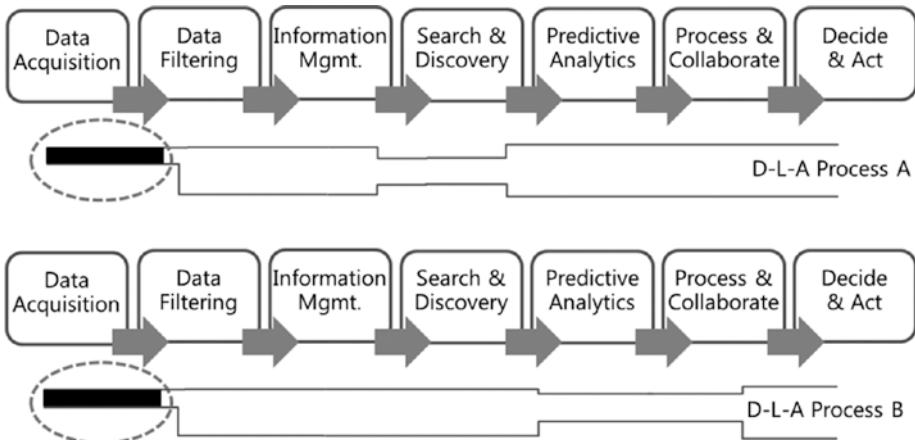 Data
Acquisition
Data
Filtering
Information
Mgmt.
Search &
Discovery
Predictive
Analytics
Process &
Collaborate
Decide
& Act
D-L-A Process A
Data
Acquisition
Data
Filtering
Information
Mgmt.
Search &
Discovery
Predictive
Analytics
Process &
Collaborate
Decide
& Act
D-L-A Process B